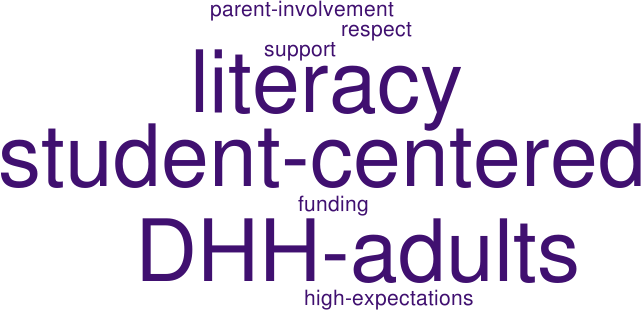 parent-involvement
respect
support
literacy
student-centered
funding
DHH-adults
high-expectations